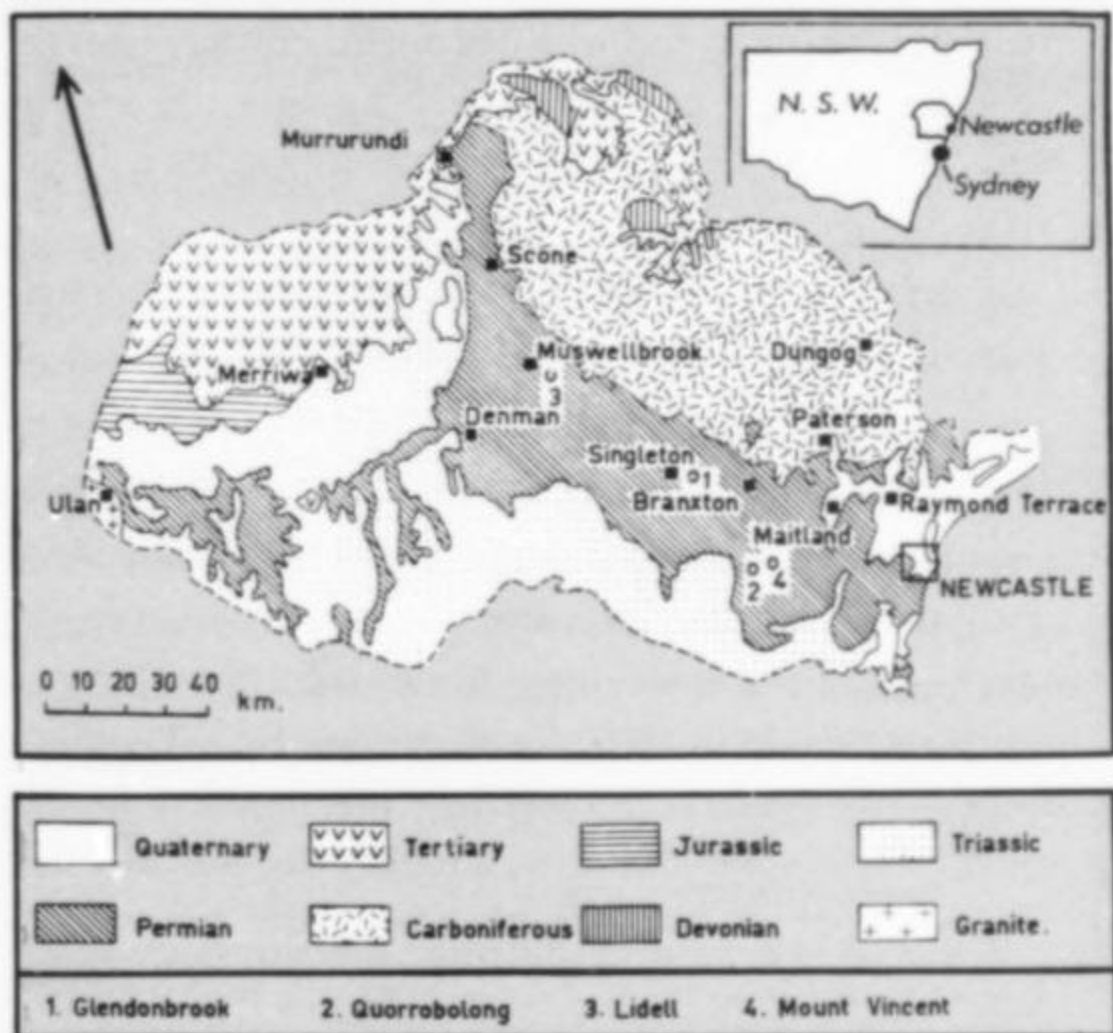 N. S. W.
Newcastle
Sydney
Murrurundi
Scone
Muswellbrook
Dungog
Merriwa
3
Denman
Paterson
Singleton
1
Branxton
Ulan
Raymond Terrace
Maitland
2
4
NEWCASTLE
0 10 20 30 40
km.
Quaternary Tertiary Jurassic Triassic
Permian Carboniferous Devonian Granite.
1. Glendonbrook 2. Quorrobolong 3. Lidell 4. Mount Vincent